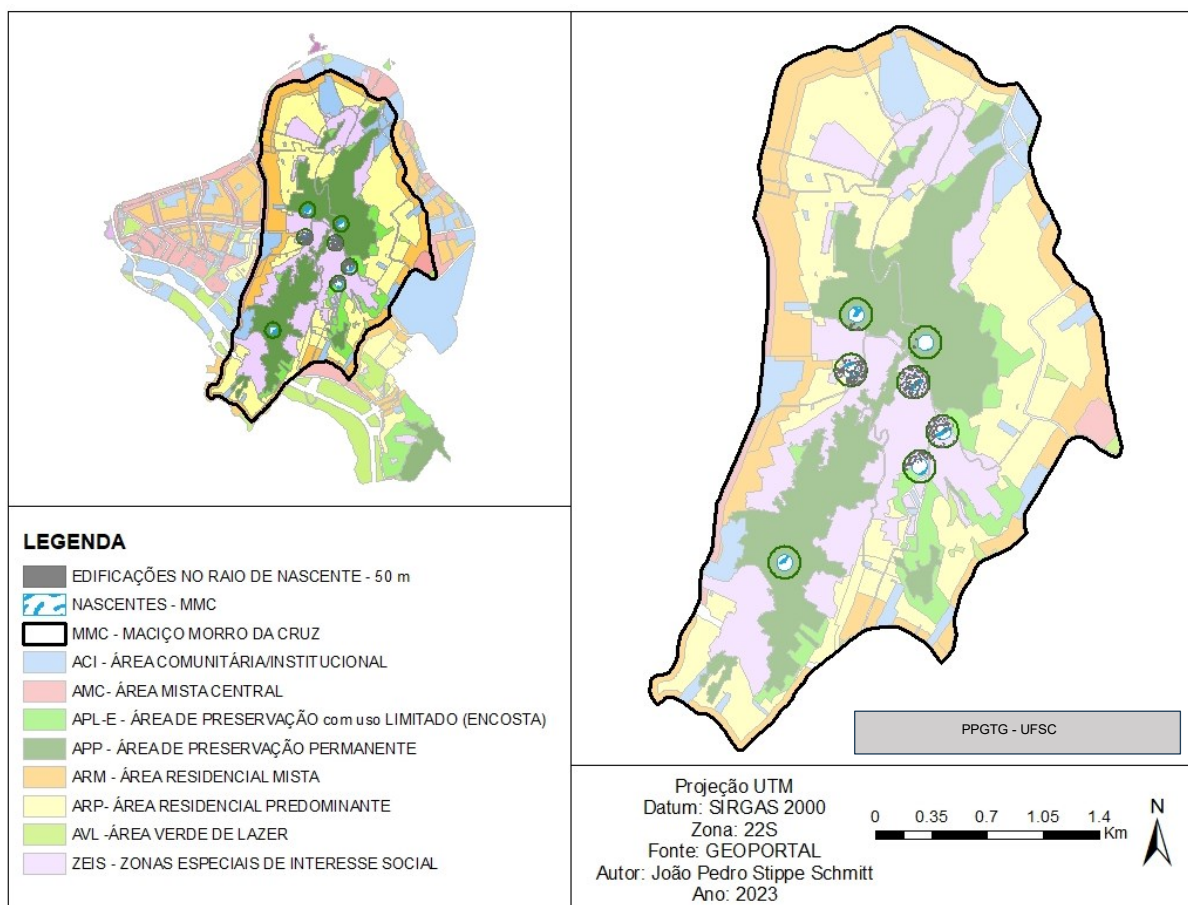 LEGENDA
EDIFICAÇÕES NO RAIO DE NASCENTE - 50 m
NASCENTES - MMC
MMC - MACIÇO MORRO DA CRUZ
ACI - ÁREA COMUNITÁRIA/INSTITUCIONAL
AMC- ÁREA MISTA CENTRAL
APL-E - ÁREA DE PRESERVAÇÃO com uso LIMITADO (ENCOSTA)
APP - ÁREA DE PRESERVAÇÃO PERMANENTE
ARM - ÁREA RESIDENCIAL MISTA
ARP- ÁREA RESIDENCIAL PREDOMINANTE
AVL -ÁREA VERDE DE LAZER
ZEIS - ZONAS ESPECIAIS DE INTERESSE SOCIAL
PPGTG - UFSC
Projeção UTM
Datum: SIRGAS 2000
Zona: 22S
Fonte: GEOPORTAL
Autor: João Pedro Stippe Schmitt
Ano: 2023
0 0.35 0.7 1.05 1.4
Km
N